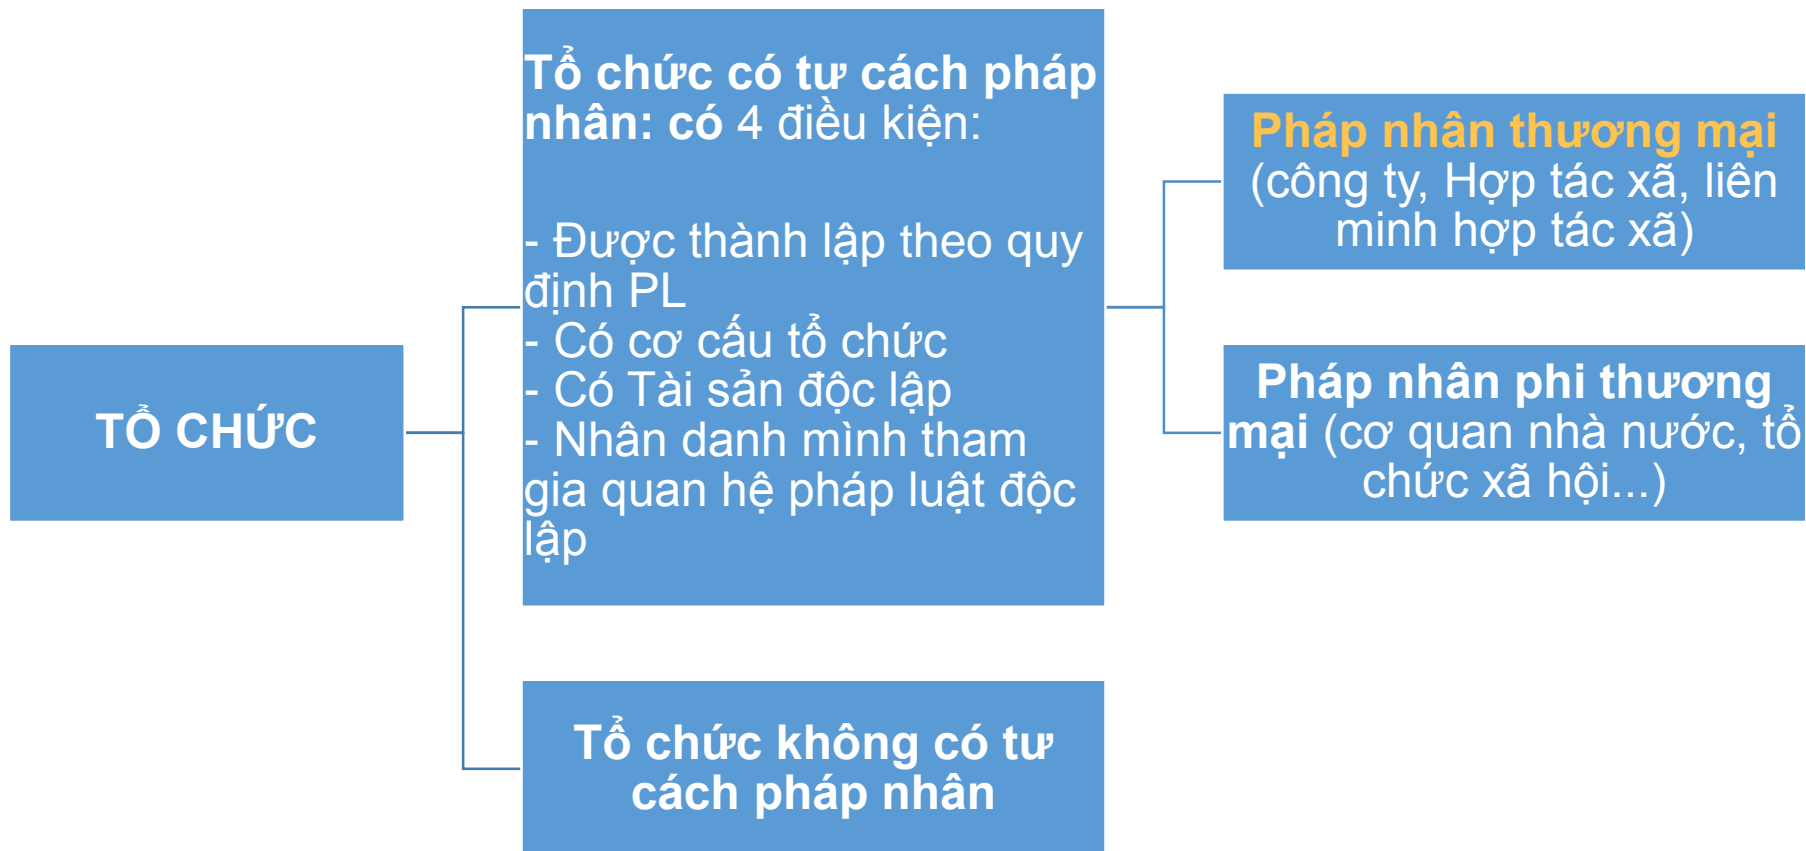 TỔ CHỨC
Tổ chức có tư cách pháp
nhân: có 4 điều kiện:
- Được thành lập theo quy
định PL
- Có cơ cấu tổ chức
- Có Tài sản độc lập
- Nhân danh mình tham
gia quan hệ pháp luật độc
lập
Tổ chức không có tư
cách pháp nhân
Pháp nhân thương mại
(công ty, Hợp tác xã, liên
minh hợp tác xã)
Pháp nhân phi thương
mại (cơ quan nhà nước, tổ
chức xã hội...)